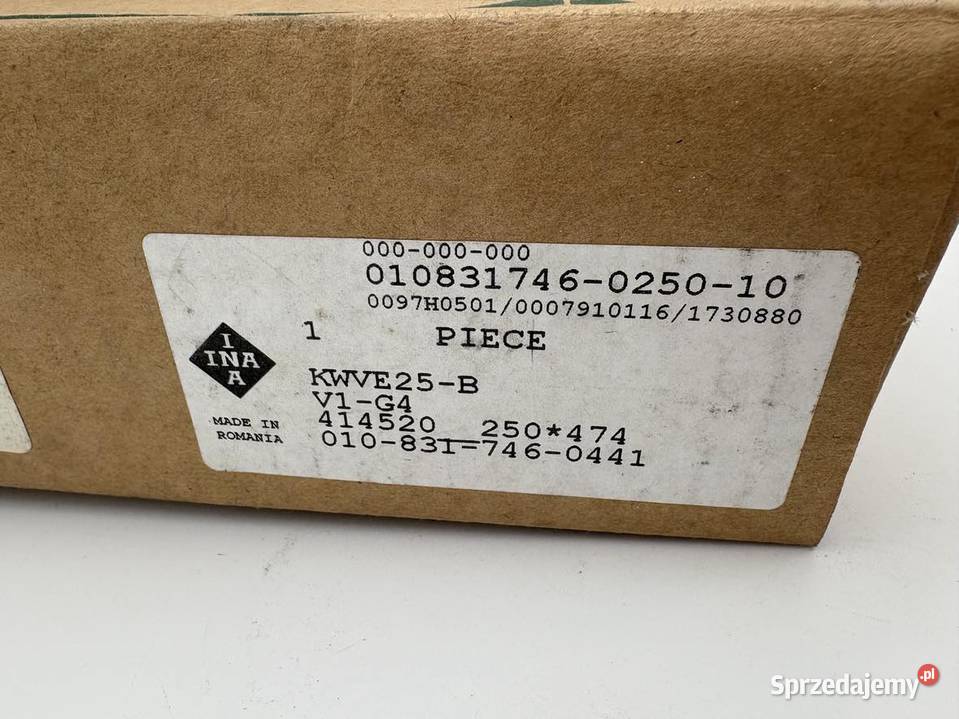 000-000-000
010831746-0250-10
0097H0501/0007910116/1730880
1 PIECE
I
INA
A
KWVE25-B
V1-G4
MADE IN
ROMANIA
414520 250*474
010-831-746-0441
Sprzedajemy.pl